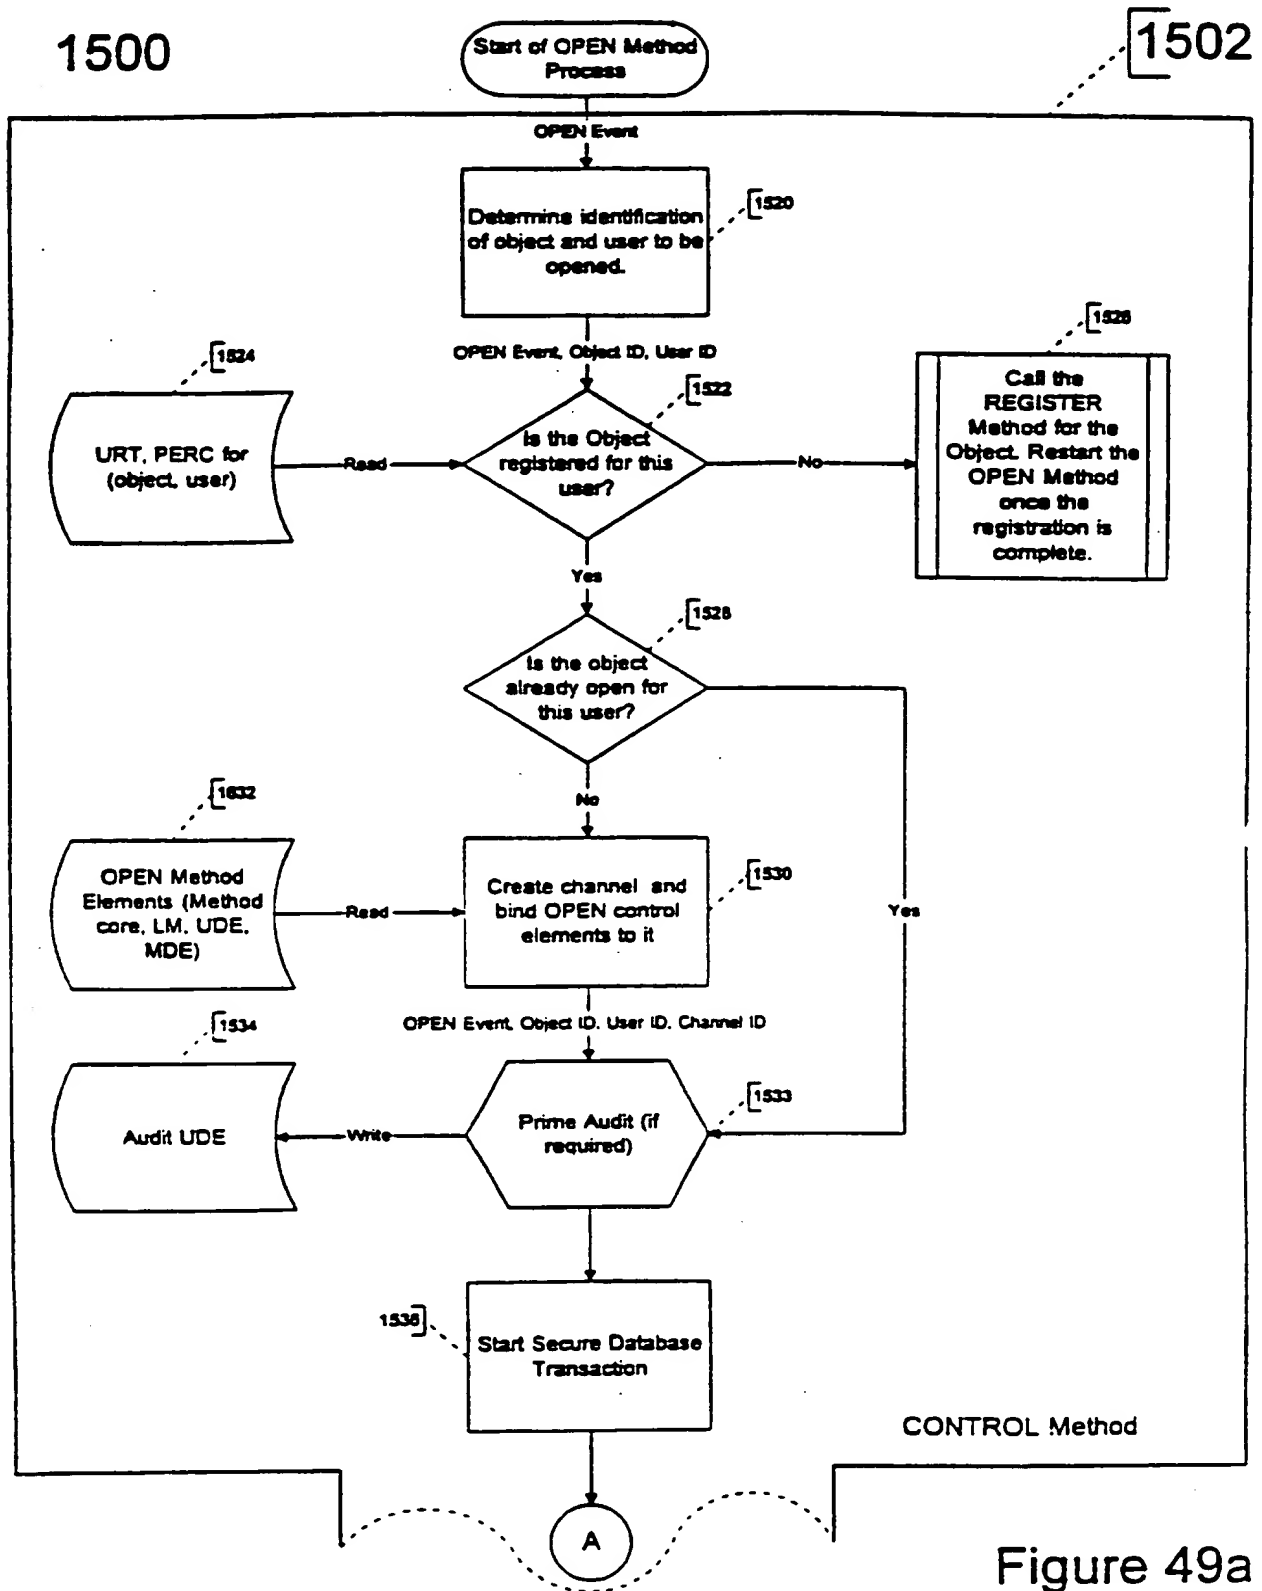 1500
Start of OPEN Method
Process
1502
OPEN Event
Determine identification
of object and user to be
opened.
1520
OPEN Event, Object ID, User ID
1524
URT, PERC for
(object, user)
Read
1522
Is the Object
registered for this
user?
No
1526
Call the
REGISTER
Method for the
Object. Restart the
OPEN Method
once the
registration is
complete.
Yes
1528
Is the object
already open for
this user?
No
Yes
1632
OPEN Method
Elements (Method
core, LM, UDE,
MDE)
Read
Create channel and
bind OPEN control
elements to it
1530
OPEN Event, Object ID, User ID, Channel ID
1534
Audit UDE
Write
Prime Audit (if
required)
1533
1536
Start Secure Database
Transaction
CONTROL Method
A
Figure 49a